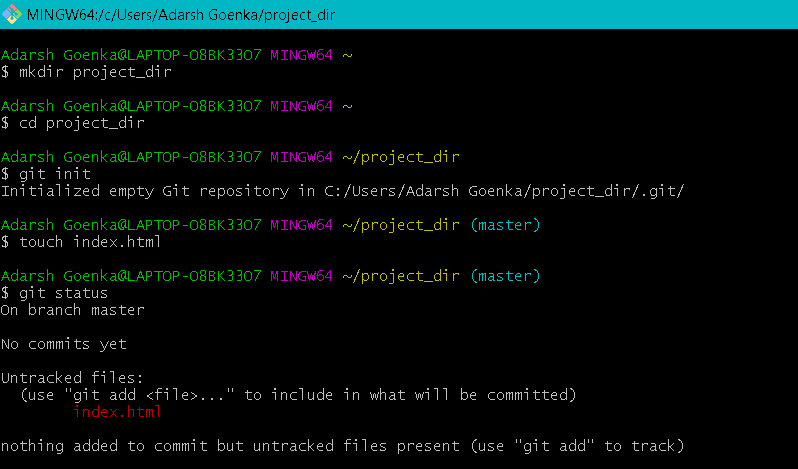 MINGW64:/c/Users/Adarsh Goenka/project_dir
Adarsh Goenka@LAPTOP-O8BK33O7 MINGW64 ~
$ mkdir project_dir
Adarsh Goenka@LAPTOP-O8BK33O7 MINGW64 ~
$ cd project_dir
Adarsh Goenka@LAPTOP-O8BK33O7 MINGW64 ~/project_dir
$ git init
Initialized empty Git repository in C:/Users/Adarsh Goenka/project_dir/.git/
Adarsh Goenka@LAPTOP-O8BK33O7 MINGW64 ~/project_dir (master)
$ touch index.html
Adarsh Goenka@LAPTOP-O8BK33O7 MINGW64 ~/project_dir (master)
$ git status
On branch master
No commits yet
Untracked files:
  (use "git add <file>..." to include in what will be committed)
        index.html
nothing added to commit but untracked files present (use "git add" to track)